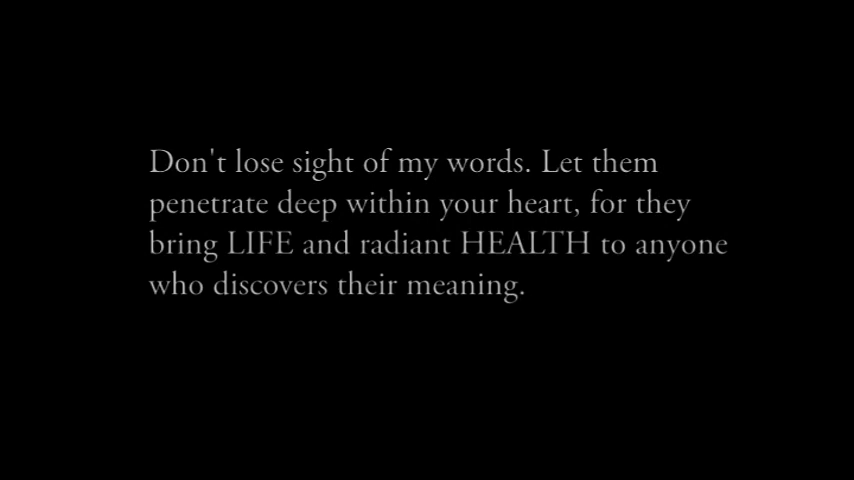 Don't lose sight of my words. Let them
penetrate deep within your heart, for they
bring LIFE and radiant HEALTH to anyone
who discovers their meaning.